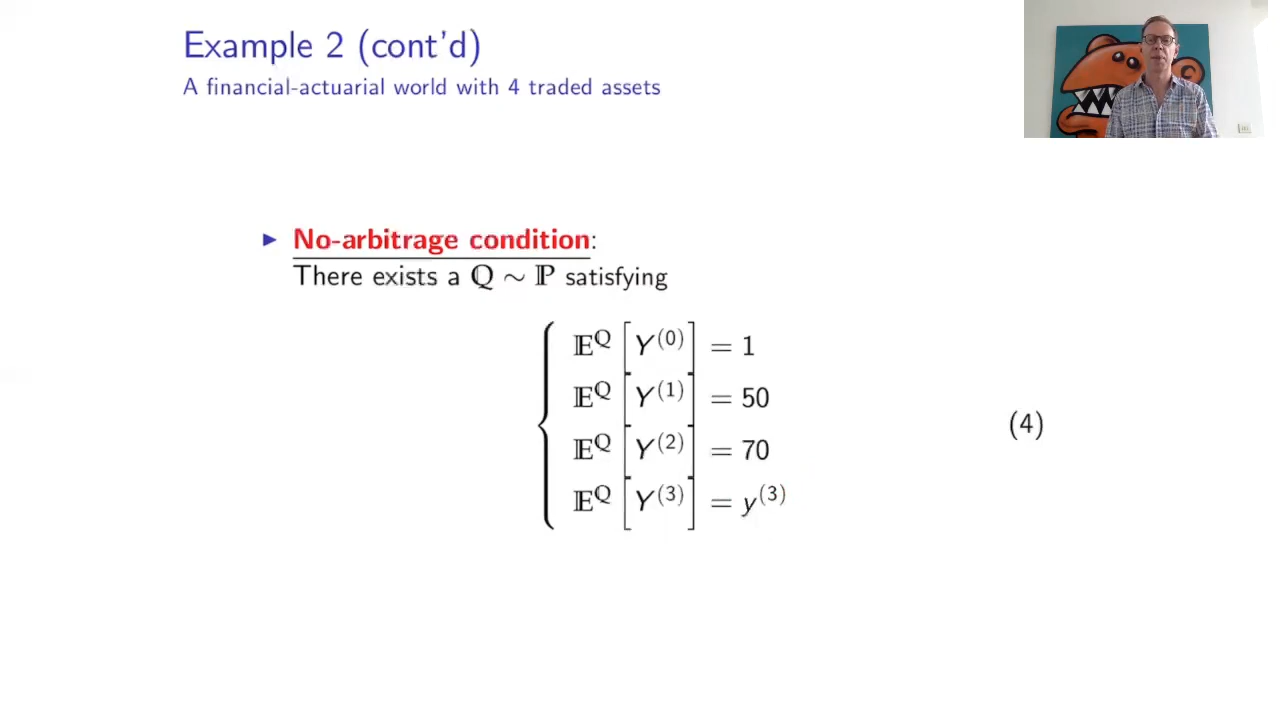 Example 2 (cont'd)
A financial-actuarial world with 4 traded assets
▶ No-arbitrage condition:
There exists a ℚ ∼ ℙ satisfying
𝔼^ℚ [Y^(0)] = 1
𝔼^ℚ [Y^(1)] = 50
𝔼^ℚ [Y^(2)] = 70
𝔼^ℚ [Y^(3)] = y^(3)
(4)